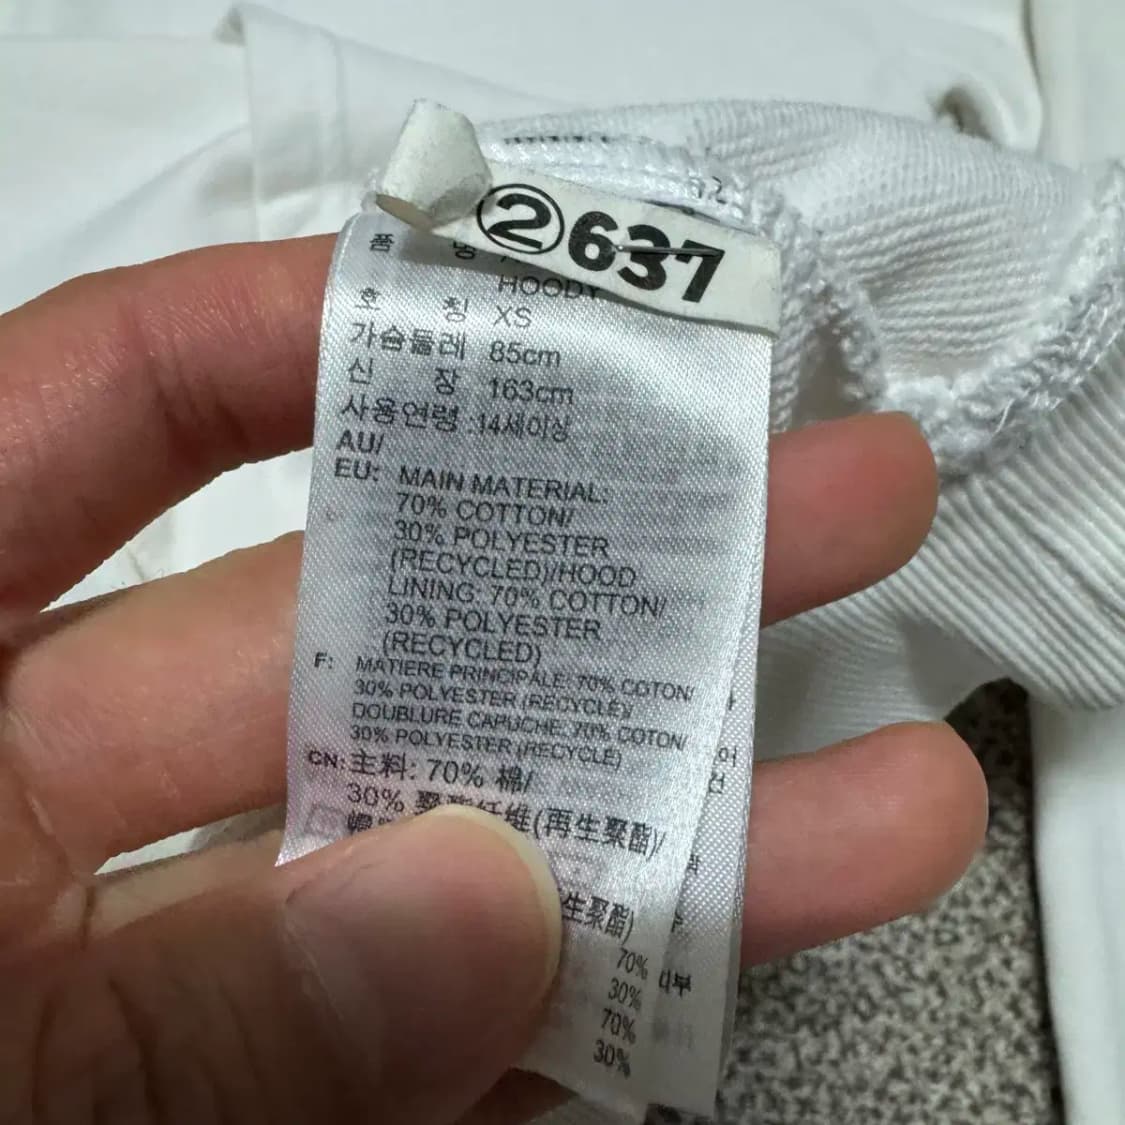 ②637
품 명
HOODY
호 칭 XS
가슴둘레 85cm
신 장 163cm
사용연령 :14세이상
AU/
EU: MAIN MATERIAL:
70% COTTON/
30% POLYESTER
(RECYCLED)/HOOD
LINING: 70% COTTON/
30% POLYESTER
(RECYCLED)
F: MATIERE PRINCIPALE: 70% COTON/
30% POLYESTER (RECYCLE)/
DOUBLURE CAPUCHE: 70% COTON/
30% POLYESTER (RECYCLE)
CN: 主料: 70% 棉/
30% 聚酯纤维(再生聚酯)/
生聚酯)
70%
30%
70%
30%